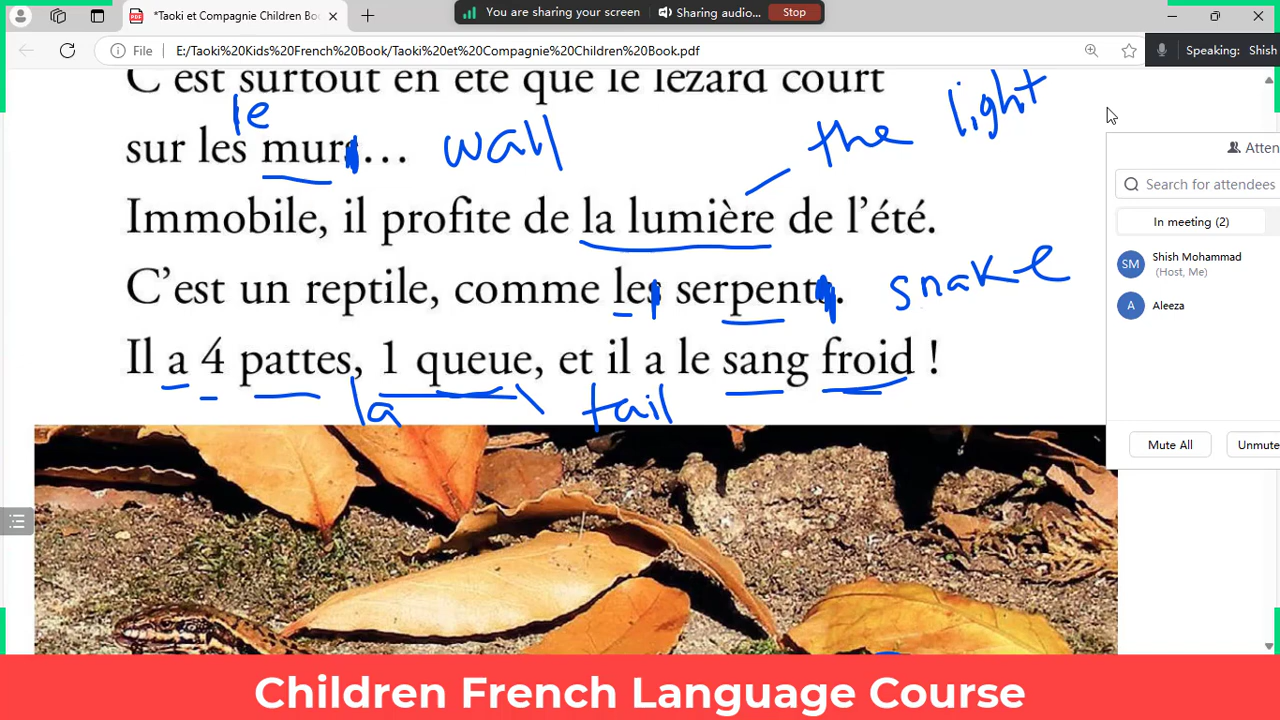 *Taoki et Compagnie Children Bo
You are sharing your screen
Sharing audio...
Stop
File
E:/Taoki%20Kids%20French%20Book/Taoki%20et%20Compagnie%20Children%20Book.pdf
Speaking: Shish
C'est surtout en été que le lézard court
le
light
sur les murs... wall
the
Immobile, il profite de la lumière de l'été.
C'est un reptile, comme les serpents. snake
Il a 4 pattes, 1 queue, et il a le sang froid !
la tail
Atten
Search for attendees
In meeting (2)
SM
Shish Mohammad
(Host, Me)
A
Aleeza
Mute All
Unmute
Children French Language Course